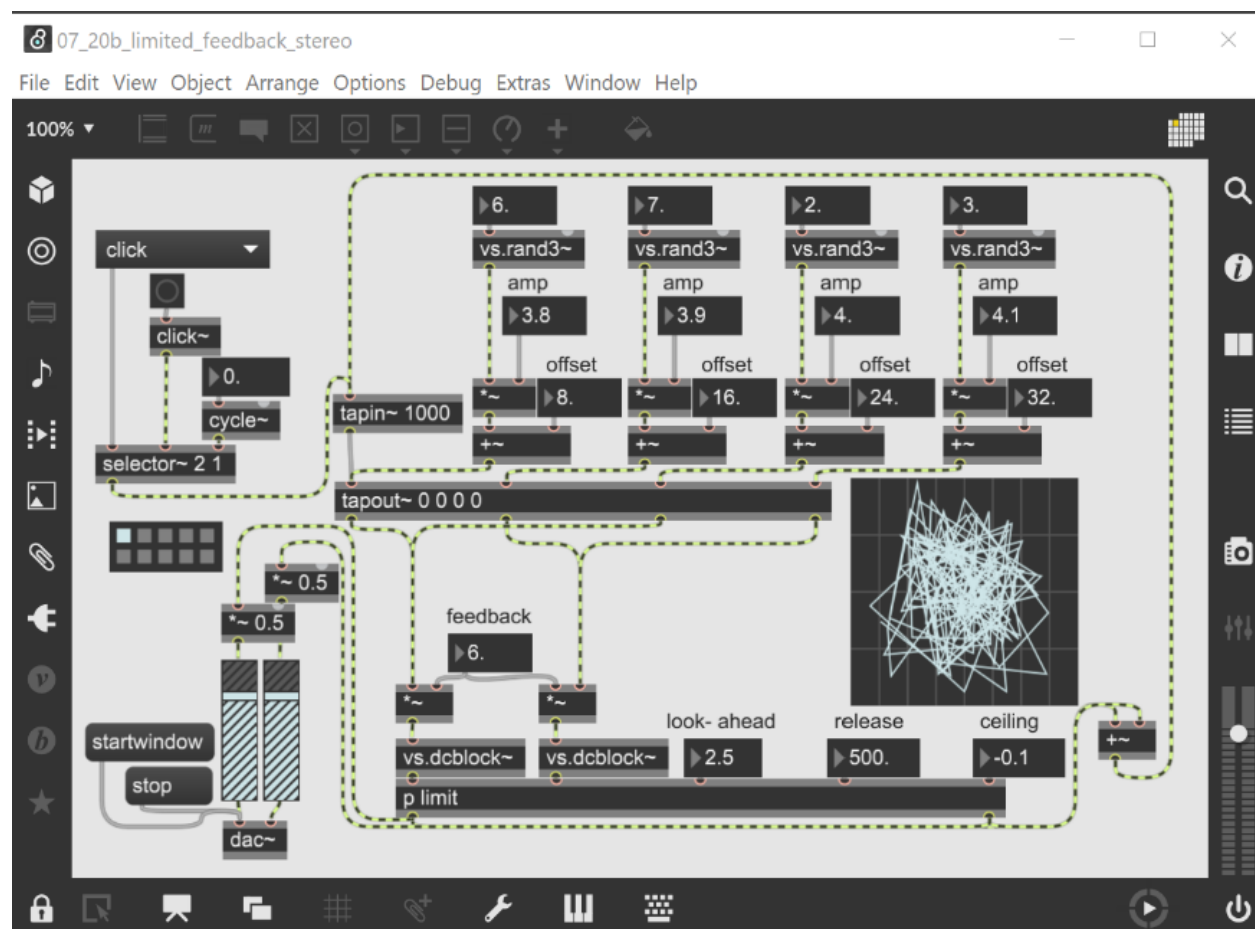 07_20b_limited_feedback_stereo
File Edit View Object Arrange Options Debug Extras Window Help
100%
click
click~
0.
cycle~
selector~ 2 1
tapin~ 1000
6.
7.
2.
3.
vs.rand3~
vs.rand3~
vs.rand3~
vs.rand3~
amp
amp
amp
amp
3.8
3.9
4.
4.1
offset
offset
offset
offset
*~
8.
*~
16.
*~
24.
*~
32.
+~
+~
+~
+~
tapout~ 0 0 0 0
*~ 0.5
*~ 0.5
feedback
6.
*~
*~
look- ahead
release
ceiling
+~
vs.dcblock~
vs.dcblock~
2.5
500.
-0.1
p limit
startwindow
stop
dac~